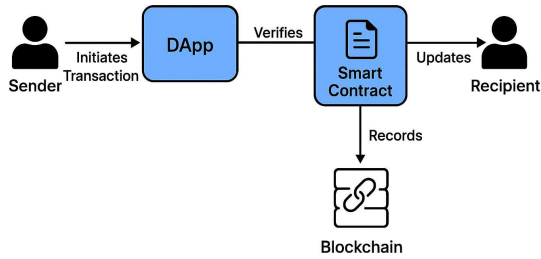 Sender
Initiates
Transaction
DApp
Verifies
Smart
Contract
Updates
Recipient
Records
Blockchain